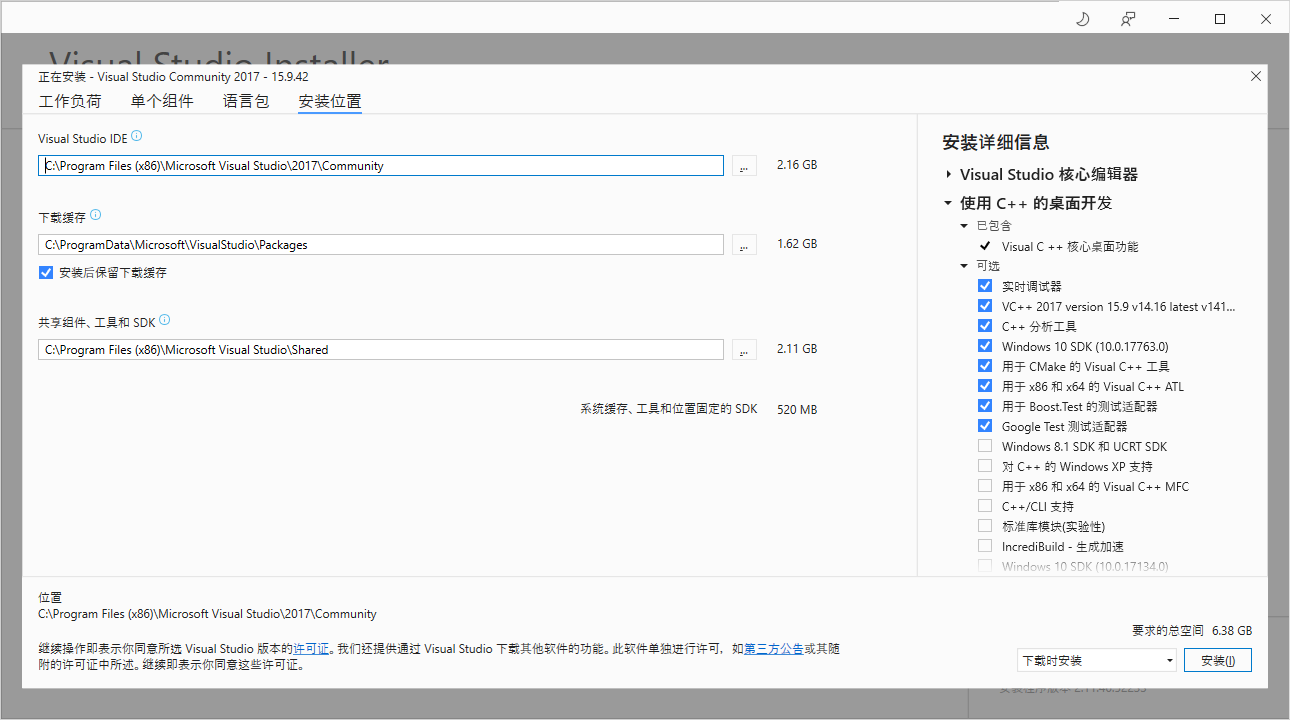 Visual Studio Installer
正在安装 - Visual Studio Community 2017 - 15.9.42
工作负荷 单个组件 语言包 安装位置
Visual Studio IDE
C:\Program Files (x86)\Microsoft Visual Studio\2017\Community ... 2.16 GB
下载缓存
C:\ProgramData\Microsoft\VisualStudio\Packages ... 1.62 GB
安装后保留下载缓存
共享组件、工具和 SDK
C:\Program Files (x86)\Microsoft Visual Studio\Shared ... 2.11 GB
系统缓存、工具和位置固定的 SDK 520 MB
安装详细信息
Visual Studio 核心编辑器
使用 C++ 的桌面开发
已包含
Visual C ++ 核心桌面功能
可选
实时调试器
VC++ 2017 version 15.9 v14.16 latest v141...
C++ 分析工具
Windows 10 SDK (10.0.17763.0)
用于 CMake 的 Visual C++ 工具
用于 x86 和 x64 的 Visual C++ ATL
用于 Boost.Test 的测试适配器
Google Test 测试适配器
Windows 8.1 SDK 和 UCRT SDK
对 C++ 的 Windows XP 支持
用于 x86 和 x64 的 Visual C++ MFC
C++/CLI 支持
标准库模块(实验性)
IncrediBuild - 生成加速
Windows 10 SDK (10.0.17134.0)
位置
C:\Program Files (x86)\Microsoft Visual Studio\2017\Community
继续操作即表示你同意所选 Visual Studio 版本的许可证。我们还提供通过 Visual Studio 下载其他软件的功能。此软件单独进行许可，如第三方公告或其随
附的许可证中所述。继续即表示你同意这些许可证。
要求的总空间 6.38 GB
下载时安装 安装(I)